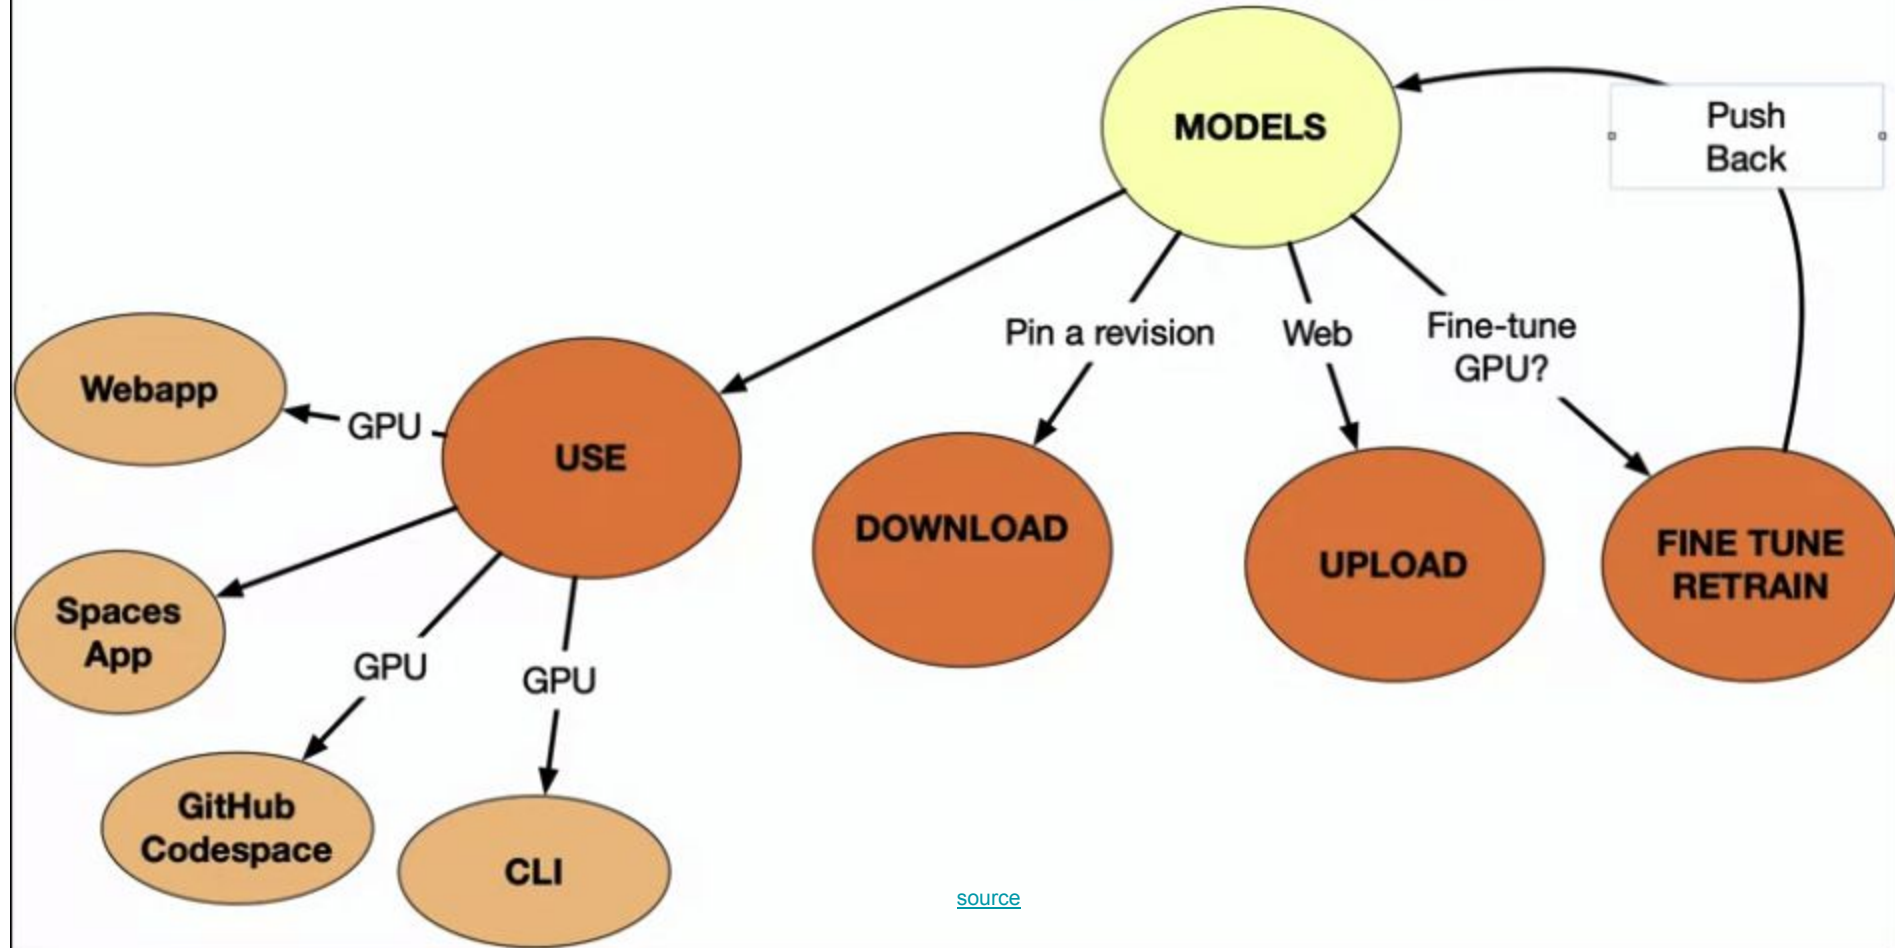 MODELS
Push
Back
Pin a revision
Web
Fine-tune
GPU?
Webapp
GPU
USE
DOWNLOAD
UPLOAD
FINE TUNE
RETRAIN
Spaces
App
GPU
GPU
GitHub
Codespace
CLI
source